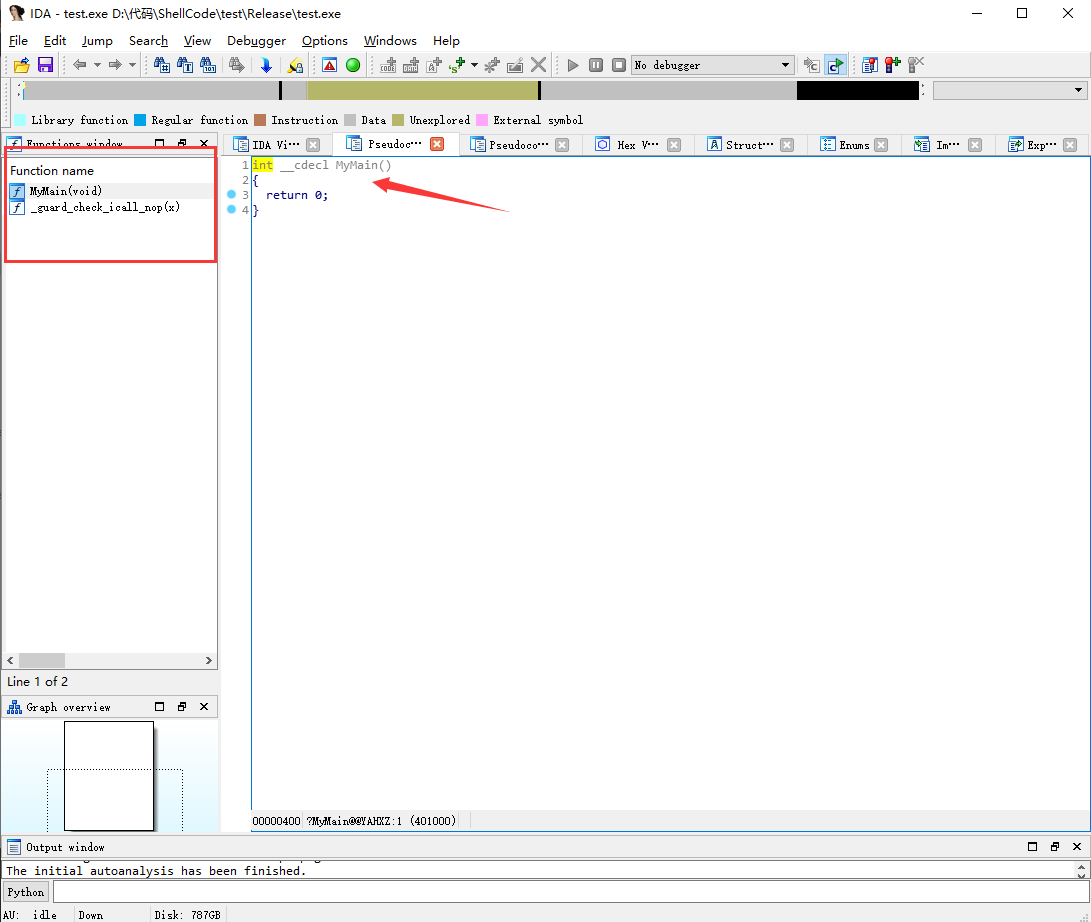 IDA - test.exe D:\代码\ShellCode\test\Release\test.exe
File Edit Jump Search View Debugger Options Windows Help
No debugger
Library function Regular function Instruction Data Unexplored External symbol
Functions window
IDA Vi··· Pseudoc··· Pseudoco··· Hex V··· Struct··· Enums Im··· Exp···
Function name
MyMain(void)
_guard_check_icall_nop(x)
1 int __cdecl MyMain()
2 {
3 return 0;
4 }
Line 1 of 2
Graph overview
00000400 ?MyMain@@YAHXZ:1 (401000)
Output window
The initial autoanalysis has been finished.
Python
AU: idle Down Disk: 787GB